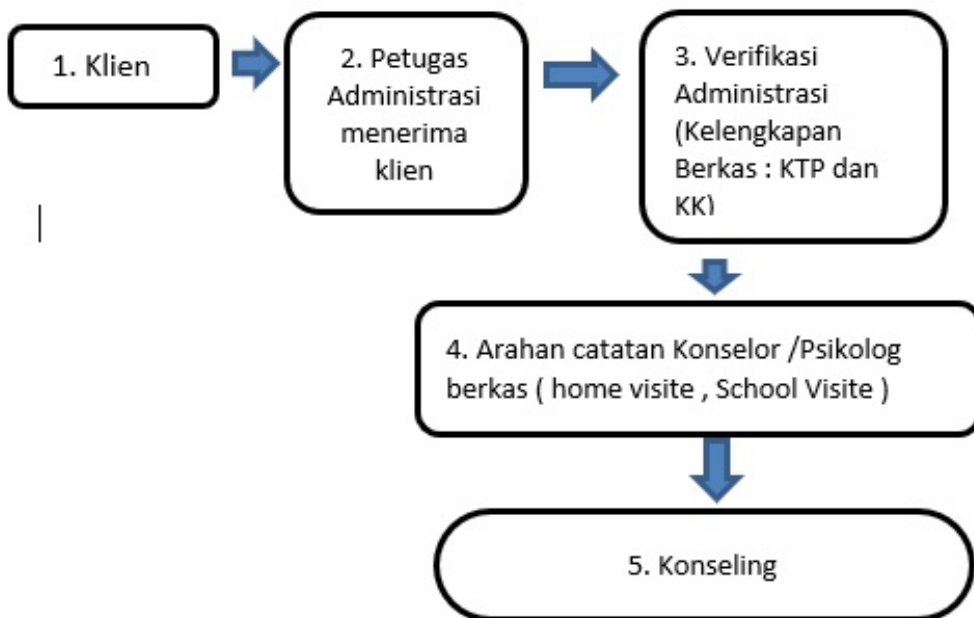 1. Klien
2. Petugas
Administrasi
menerima
klien
3. Verifikasi
Administrasi
(Kelengkapan
Berkas : KTP dan
KK)
4. Arahan catatan Konselor /Psikolog
berkas ( home visite , School Visite )
5. Konseling